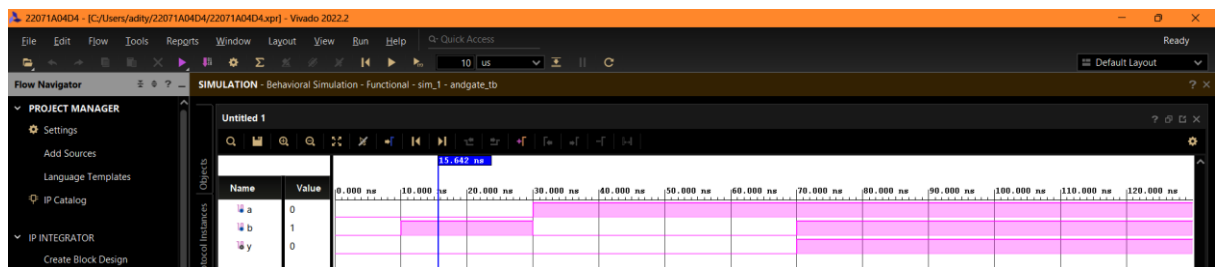 22071A04D4 - [C:/Users/adity/22071A04D4/22071A04D4.xpr] - Vivado 2022.2
File Edit Flow Tools Reports Window Layout View Run Help Q- Quick Access Ready
10 us Default Layout
Flow Navigator SIMULATION - Behavioral Simulation - Functional - sim_1 - andgate_tb
PROJECT MANAGER
Settings
Add Sources
Language Templates
IP Catalog
IP INTEGRATOR
Create Block Design
Objects
Protocol Instances
Untitled 1
15.642 ns
Name Value 0.000 ns 10.000 ns 20.000 ns 30.000 ns 40.000 ns 50.000 ns 60.000 ns 70.000 ns 80.000 ns 90.000 ns 100.000 ns 110.000 ns 120.000 ns
a 0
b 1
y 0